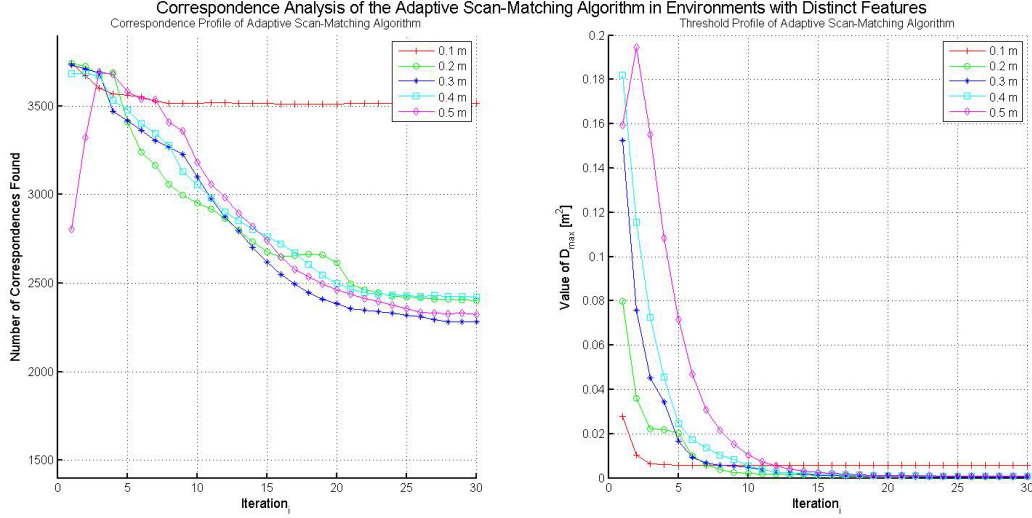 Correspondence Analysis of the Adaptive Scan-Matching Algorithm in Environments with Distinct Features
Correspondence Profile of Adaptive Scan-Matching Algorithm
Number of Correspondences Found
3500
3000
2500
2000
1500
0 5 10 15 20 25 30
Iteration i
0.1 m
0.2 m
0.3 m
0.4 m
0.5 m
Threshold Profile of Adaptive Scan-Matching Algorithm
Value of Dmax [m²]
0.2
0.18
0.16
0.14
0.12
0.1
0.08
0.06
0.04
0.02
0
0 5 10 15 20 25 30
Iteration i
0.1 m
0.2 m
0.3 m
0.4 m
0.5 m